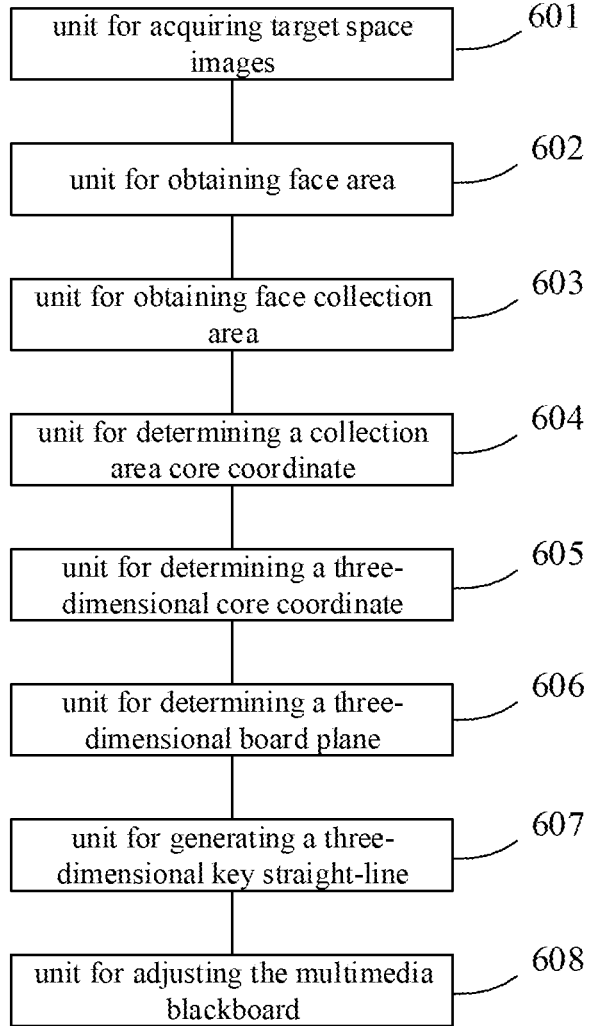 unit for acquiring target space
images
601
unit for obtaining face area
602
unit for obtaining face collection
area
603
unit for determining a collection
area core coordinate
604
unit for determining a three-
dimensional core coordinate
605
unit for determining a three-
dimensional board plane
606
unit for generating a three-
dimensional key straight-line
607
unit for adjusting the multimedia
blackboard
608